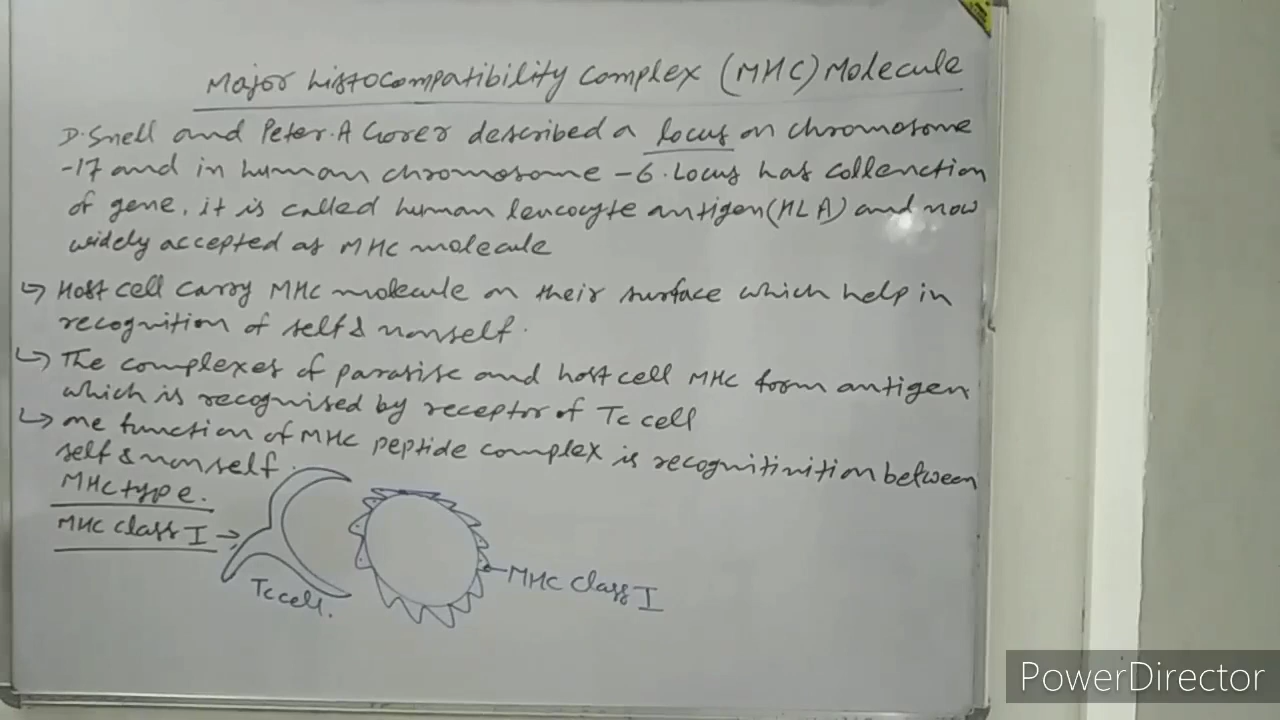 Major histocompatibility complex (MHC) Molecule
D. Snell and Peter. A Gorer described a locus on chromosome
-17 and in human chromosome -6. Locus has collenction
of gene, it is called human leucocyte antigen (HLA) and now
widely accepted as MHC molecule
↳ Host cell carry MHC molecule on their surface which help in
recognition of self & nonself.
↳ The complexes of parasise and host cell MHC form antigen
which is recognised by receptor of Tc cell
↳ one function of MHC peptide complex is recognitinition between
self & nonself.
MHC type.
MHC class I →
Tc cell.
MHC class I
PowerDirector